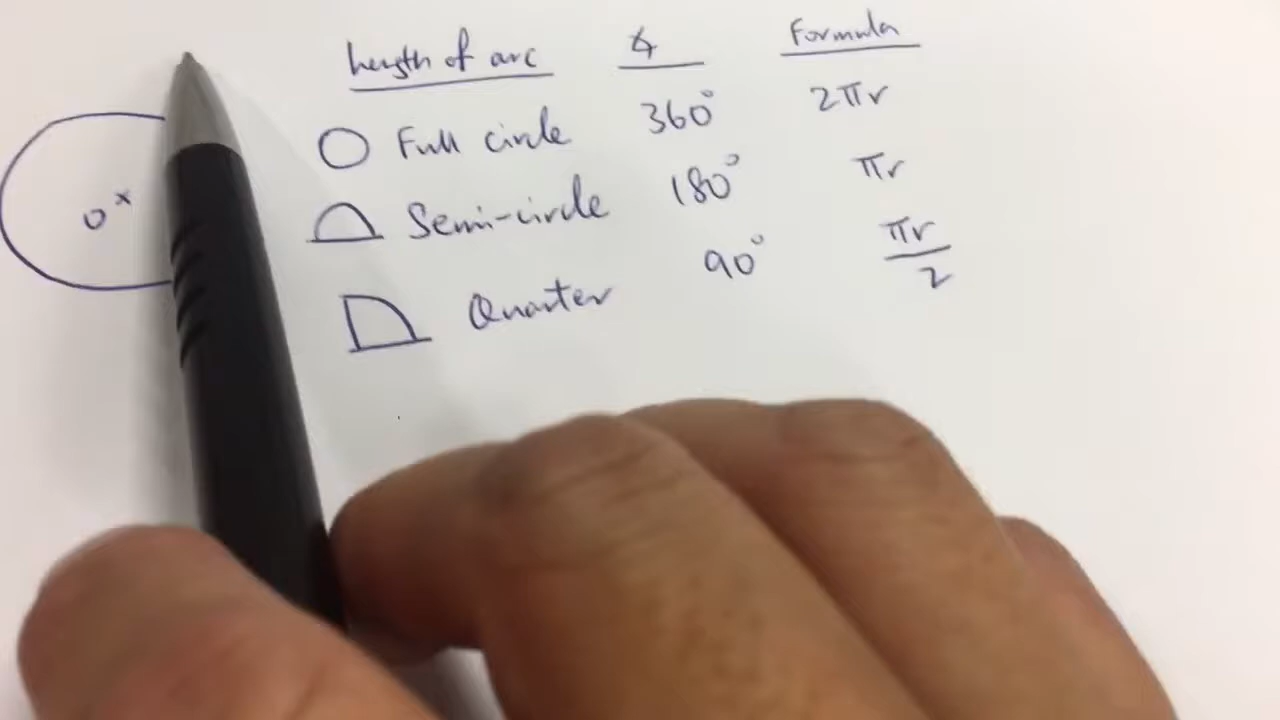 Length of arc ∡ Formula
Full circle 360° 2πr
Semi-circle 180° πr
Quarter 90° πr/2
O x